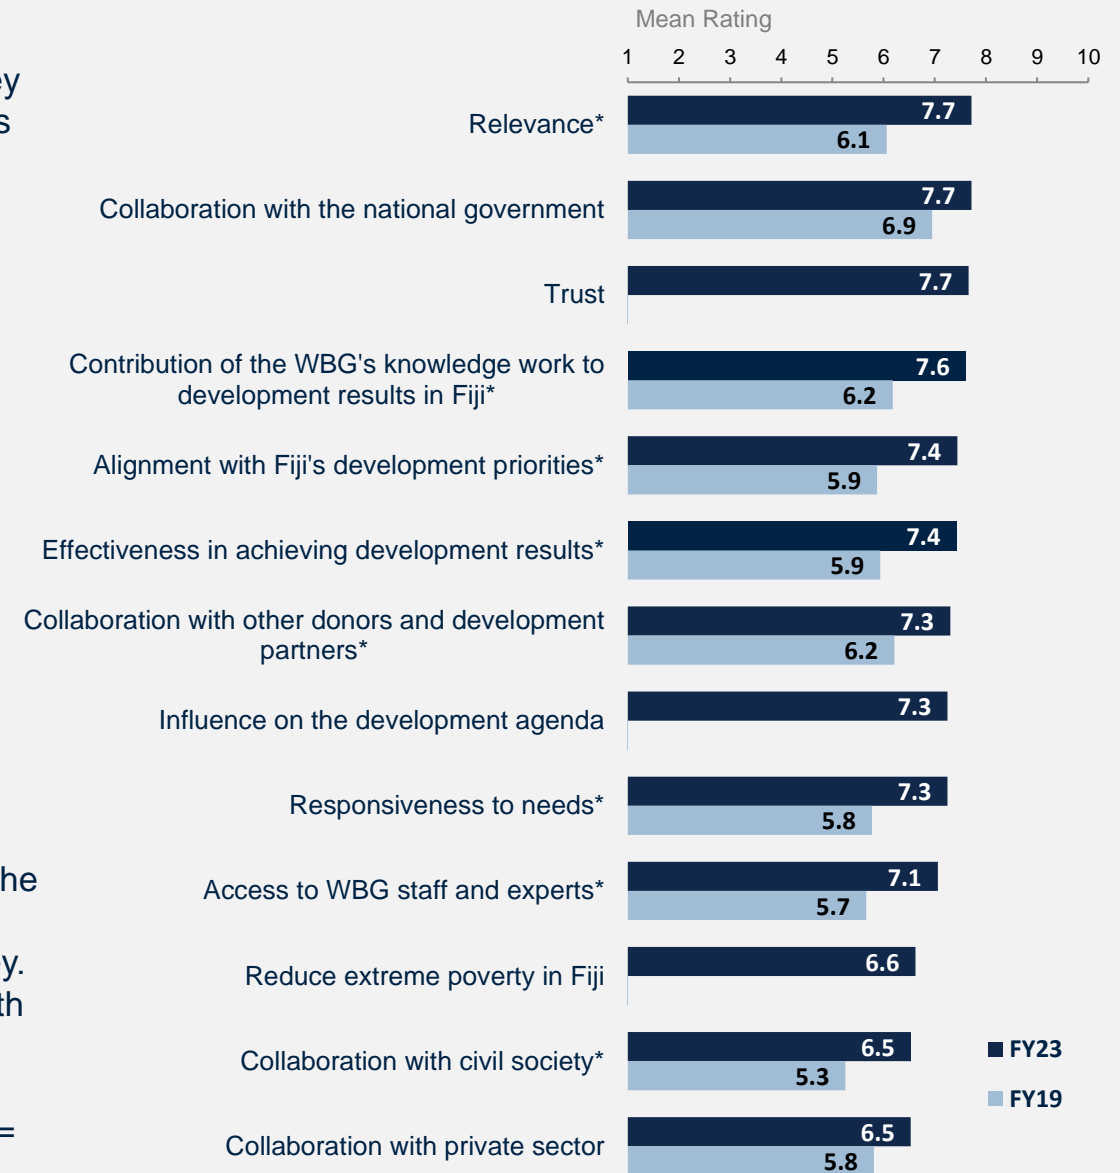 Mean Rating
1 2 3 4 5 6 7 8 9 10
ey
s
Relevance*
7.7
6.1
Collaboration with the national government
7.7
6.9
Trust
7.7
Contribution of the WBG's knowledge work to
development results in Fiji*
7.6
6.2
Alignment with Fiji's development priorities*
7.4
5.9
Effectiveness in achieving development results*
7.4
5.9
Collaboration with other donors and development
partners*
7.3
6.2
Influence on the development agenda
7.3
Responsiveness to needs*
7.3
5.8
he
Access to WBG staff and experts*
7.1
5.7
y.
th
Reduce extreme poverty in Fiji
6.6
Collaboration with civil society*
6.5
5.3
FY23
FY19
=
Collaboration with private sector
6.5
5.8